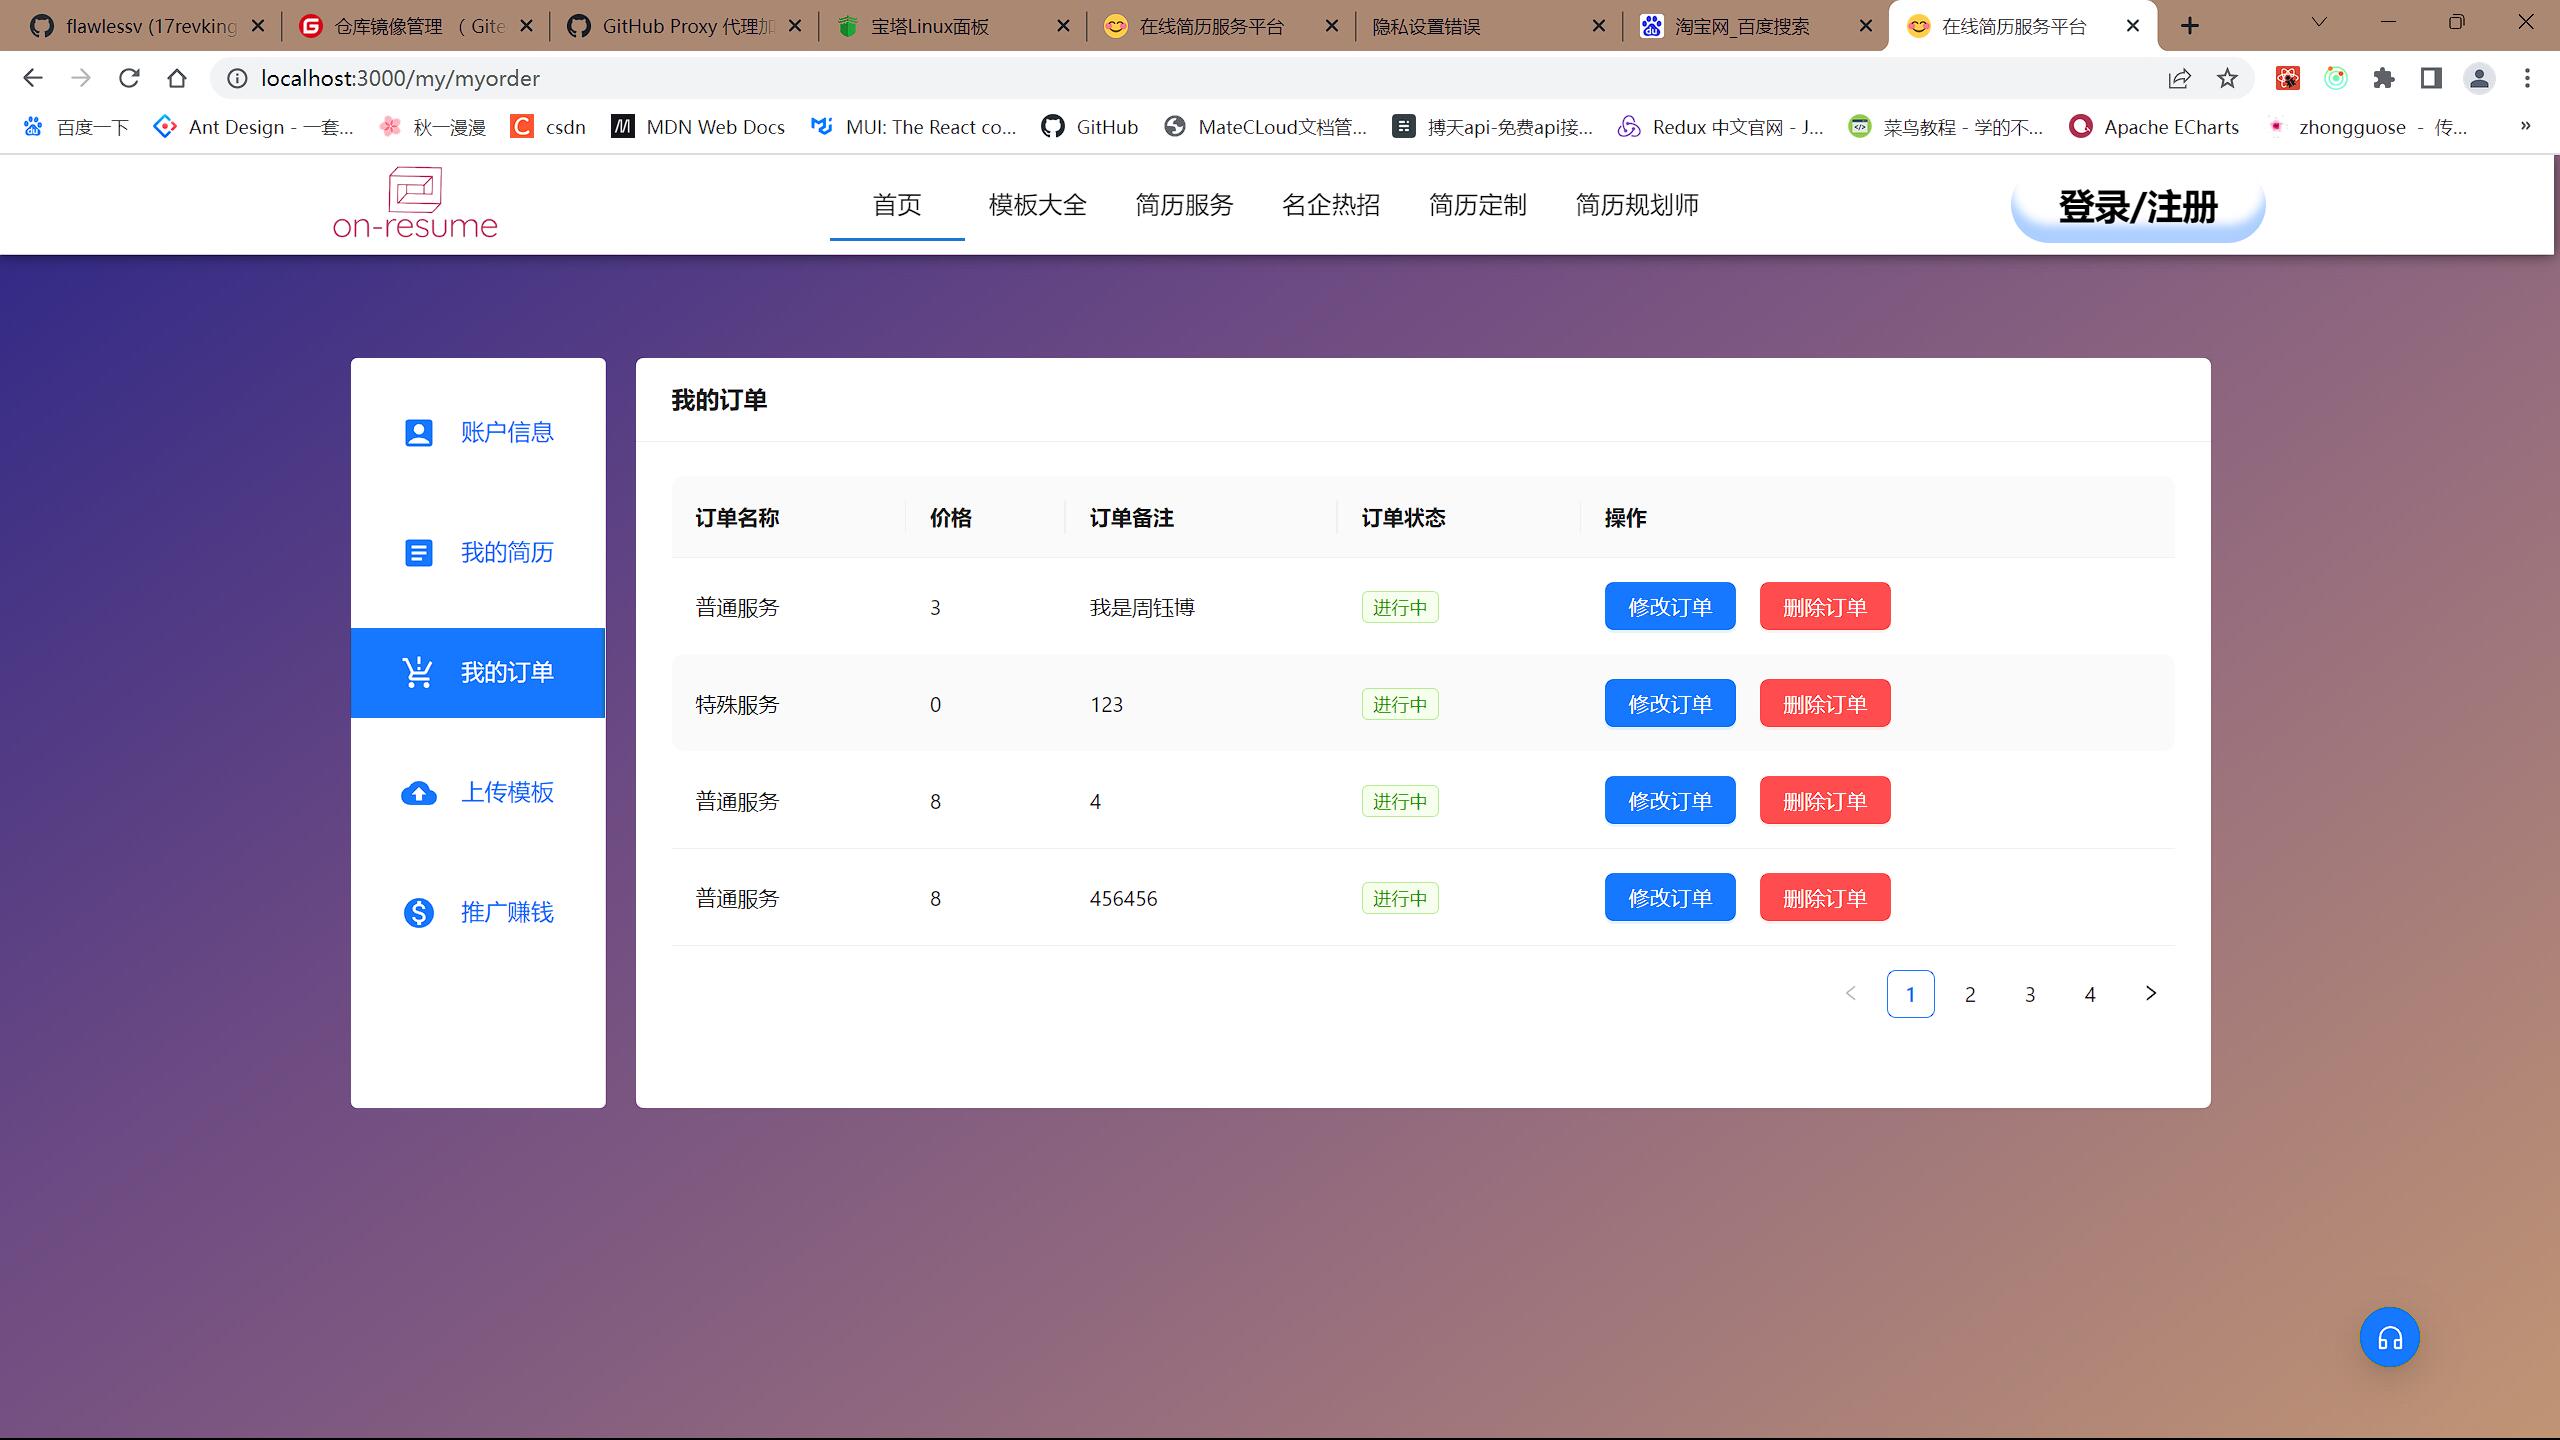 flawlessv (17revking
仓库镜像管理 （ Gite
GitHub Proxy 代理加
宝塔Linux面板
在线简历服务平台
隐私设置错误
淘宝网_百度搜索
在线简历服务平台
localhost:3000/my/myorder
百度一下
Ant Design - 一套...
秋一漫漫
csdn
MDN Web Docs
MUI: The React co...
GitHub
MateCLoud文档管...
博天api-免费api接...
Redux 中文官网 - J...
菜鸟教程 - 学的不...
Apache ECharts
zhongguose - 传...
»
on-resume
首页
模板大全
简历服务
名企热招
简历定制
简历规划师
登录/注册
账户信息
我的简历
我的订单
上传模板
推广赚钱
我的订单
订单名称 价格 订单备注 订单状态 操作
普通服务 3 我是周钰博 进行中 修改订单 删除订单
特殊服务 0 123 进行中 修改订单 删除订单
普通服务 8 4 进行中 修改订单 删除订单
普通服务 8 456456 进行中 修改订单 删除订单
1 2 3 4